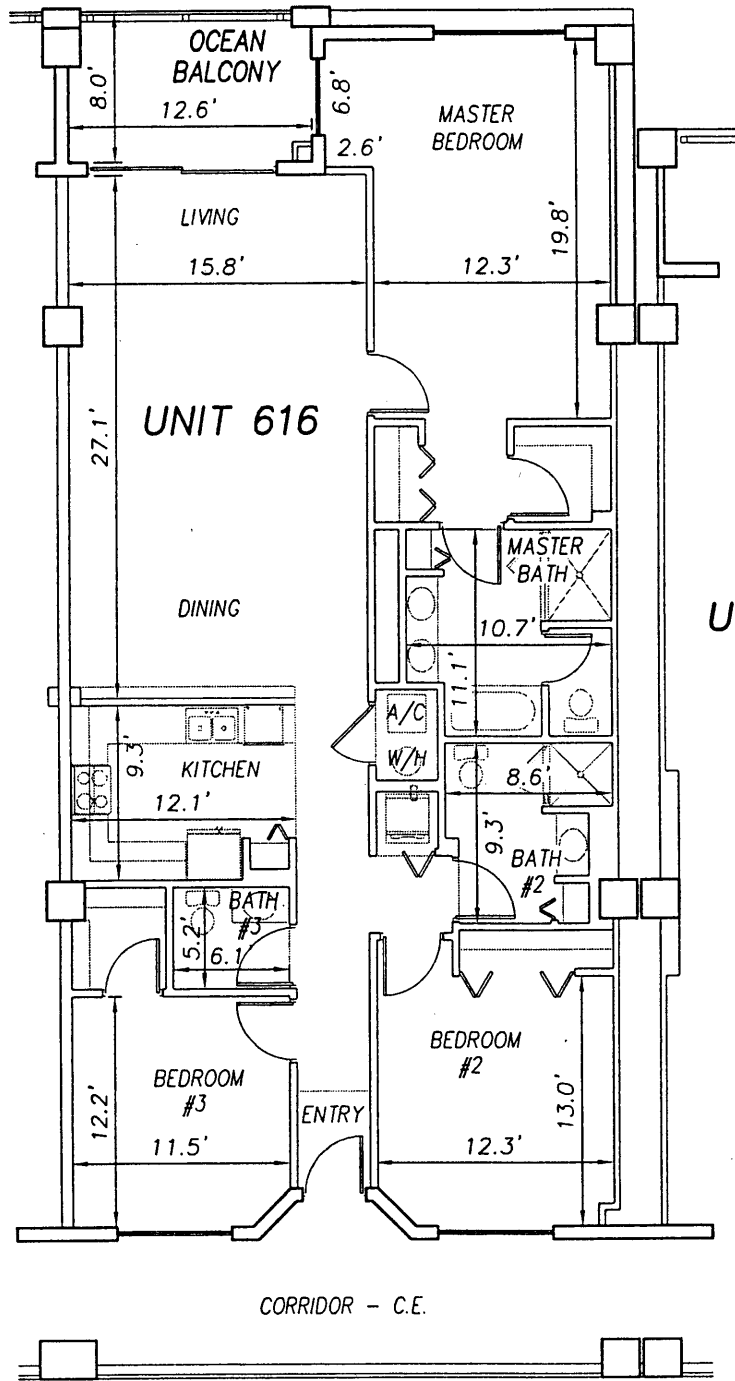 OCEAN
BALCONY
8.0'
12.6'
6.8'
2.6'
MASTER
BEDROOM
LIVING
15.8'
12.3'
19.8'
27.1'
UNIT 616
DINING
MASTER
BATH
10.7'
11.1'
U
A/C
W/H
KITCHEN
9.3'
12.1'
8.6'
9.3'
BATH
#2
BATH
#3
5.2'
6.1'
BEDROOM
#3
12.2'
11.5'
ENTRY
BEDROOM
#2
13.0'
12.3'
CORRIDOR - C.E.